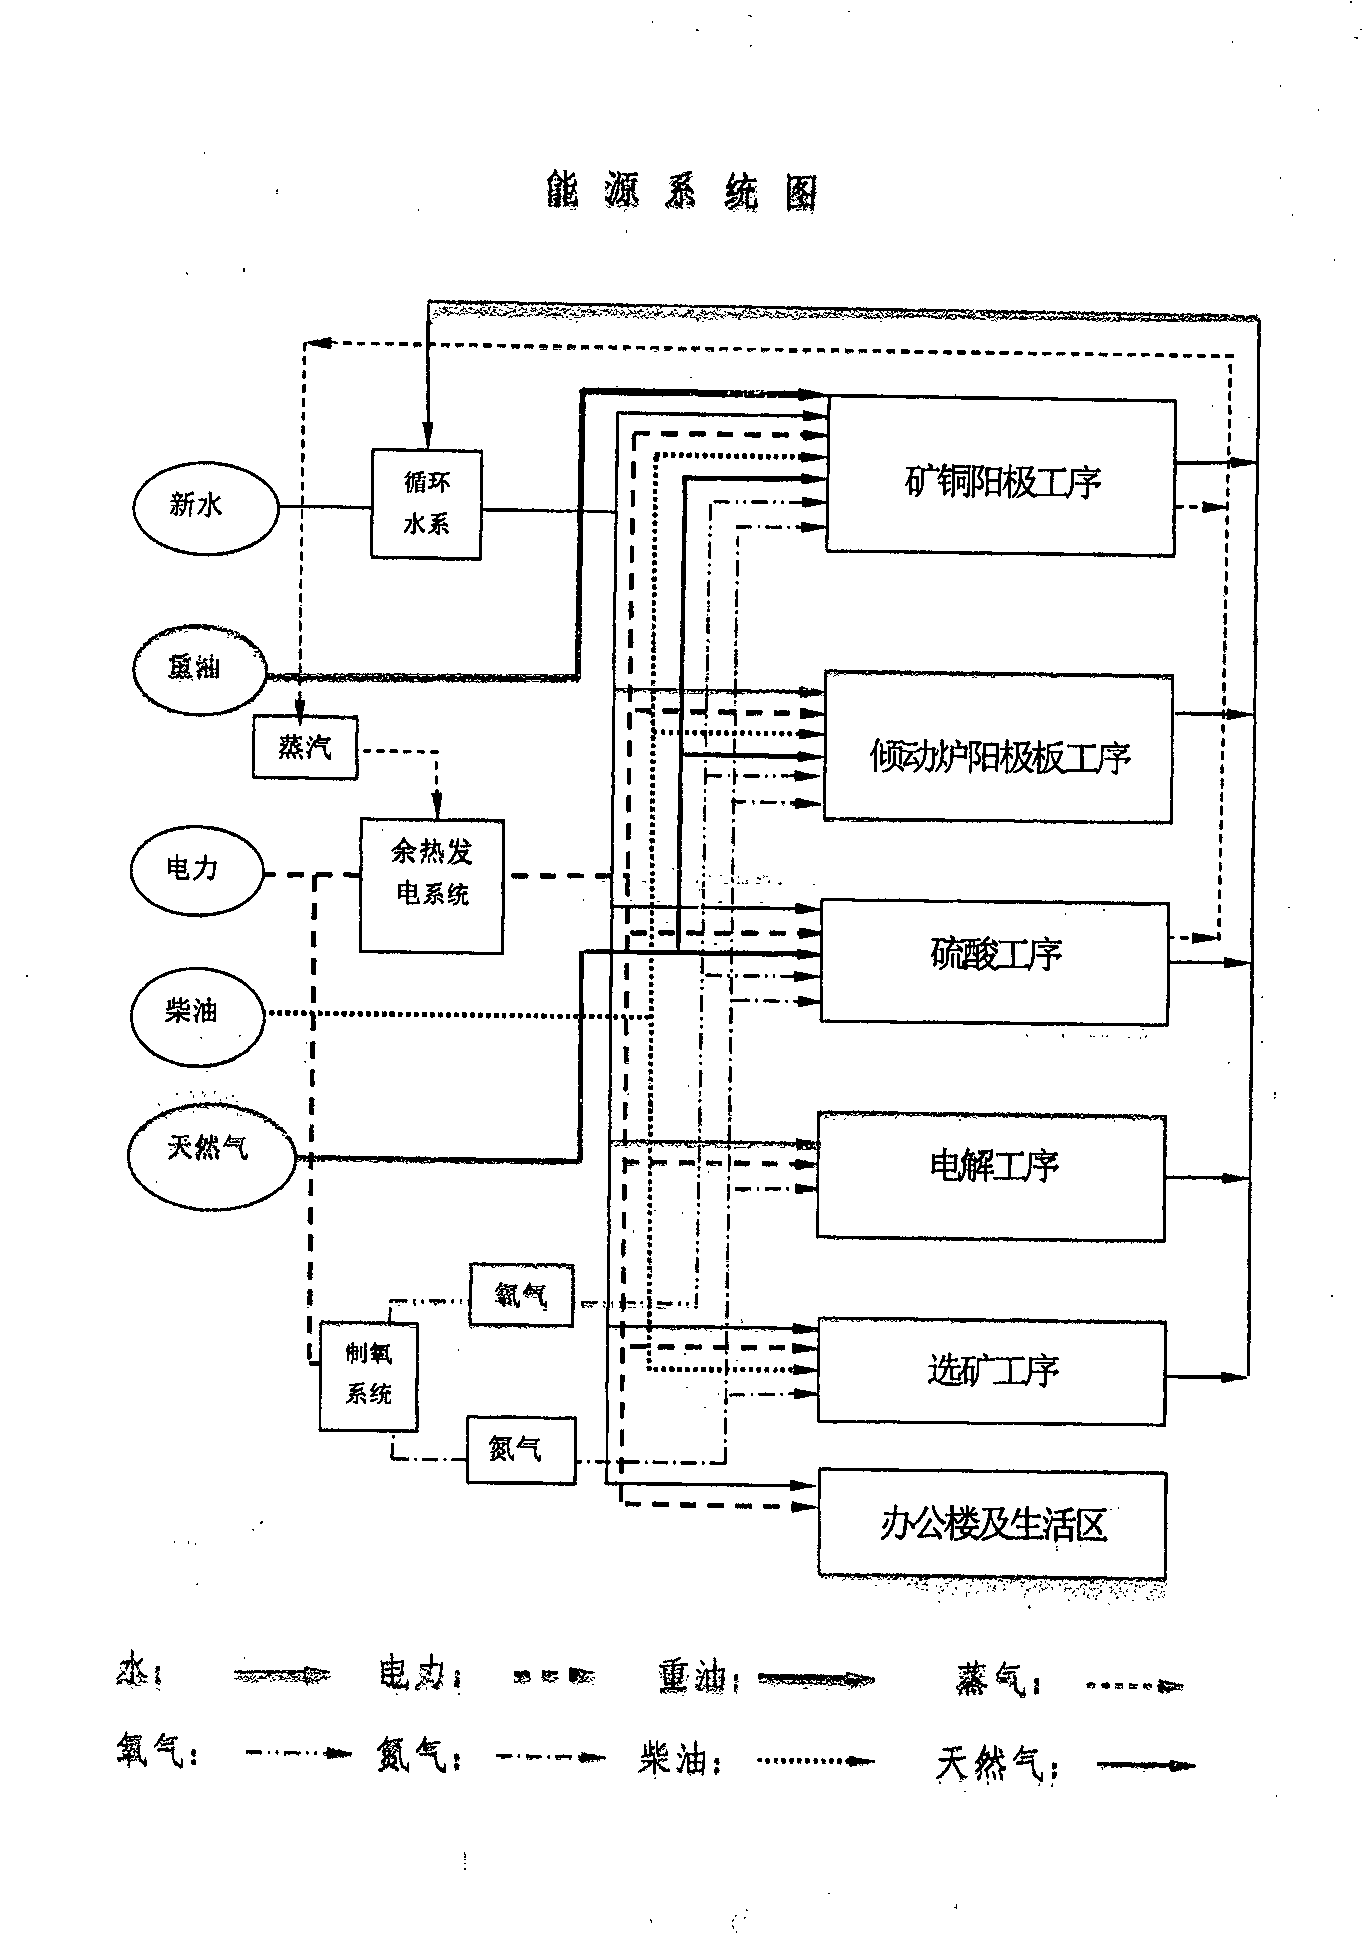 能源系统图
循环
水系
新水
矿铜阳极工序
重油
蒸汽
倾动炉阳极板工序
电力
余热发
电系统
硫酸工序
柴油
天然气
电解工序
氧气
制氧
系统
选矿工序
氮气
办公楼及生活区
水： 电力： 重油： 蒸气：
氧气： 氮气： 柴油： 天然气：